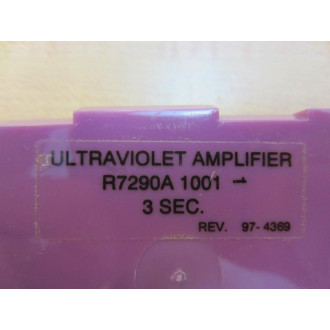 ULTRAVIOLET AMPLIFIER
R7290A 1001
3 SEC.
REV. 97-4369